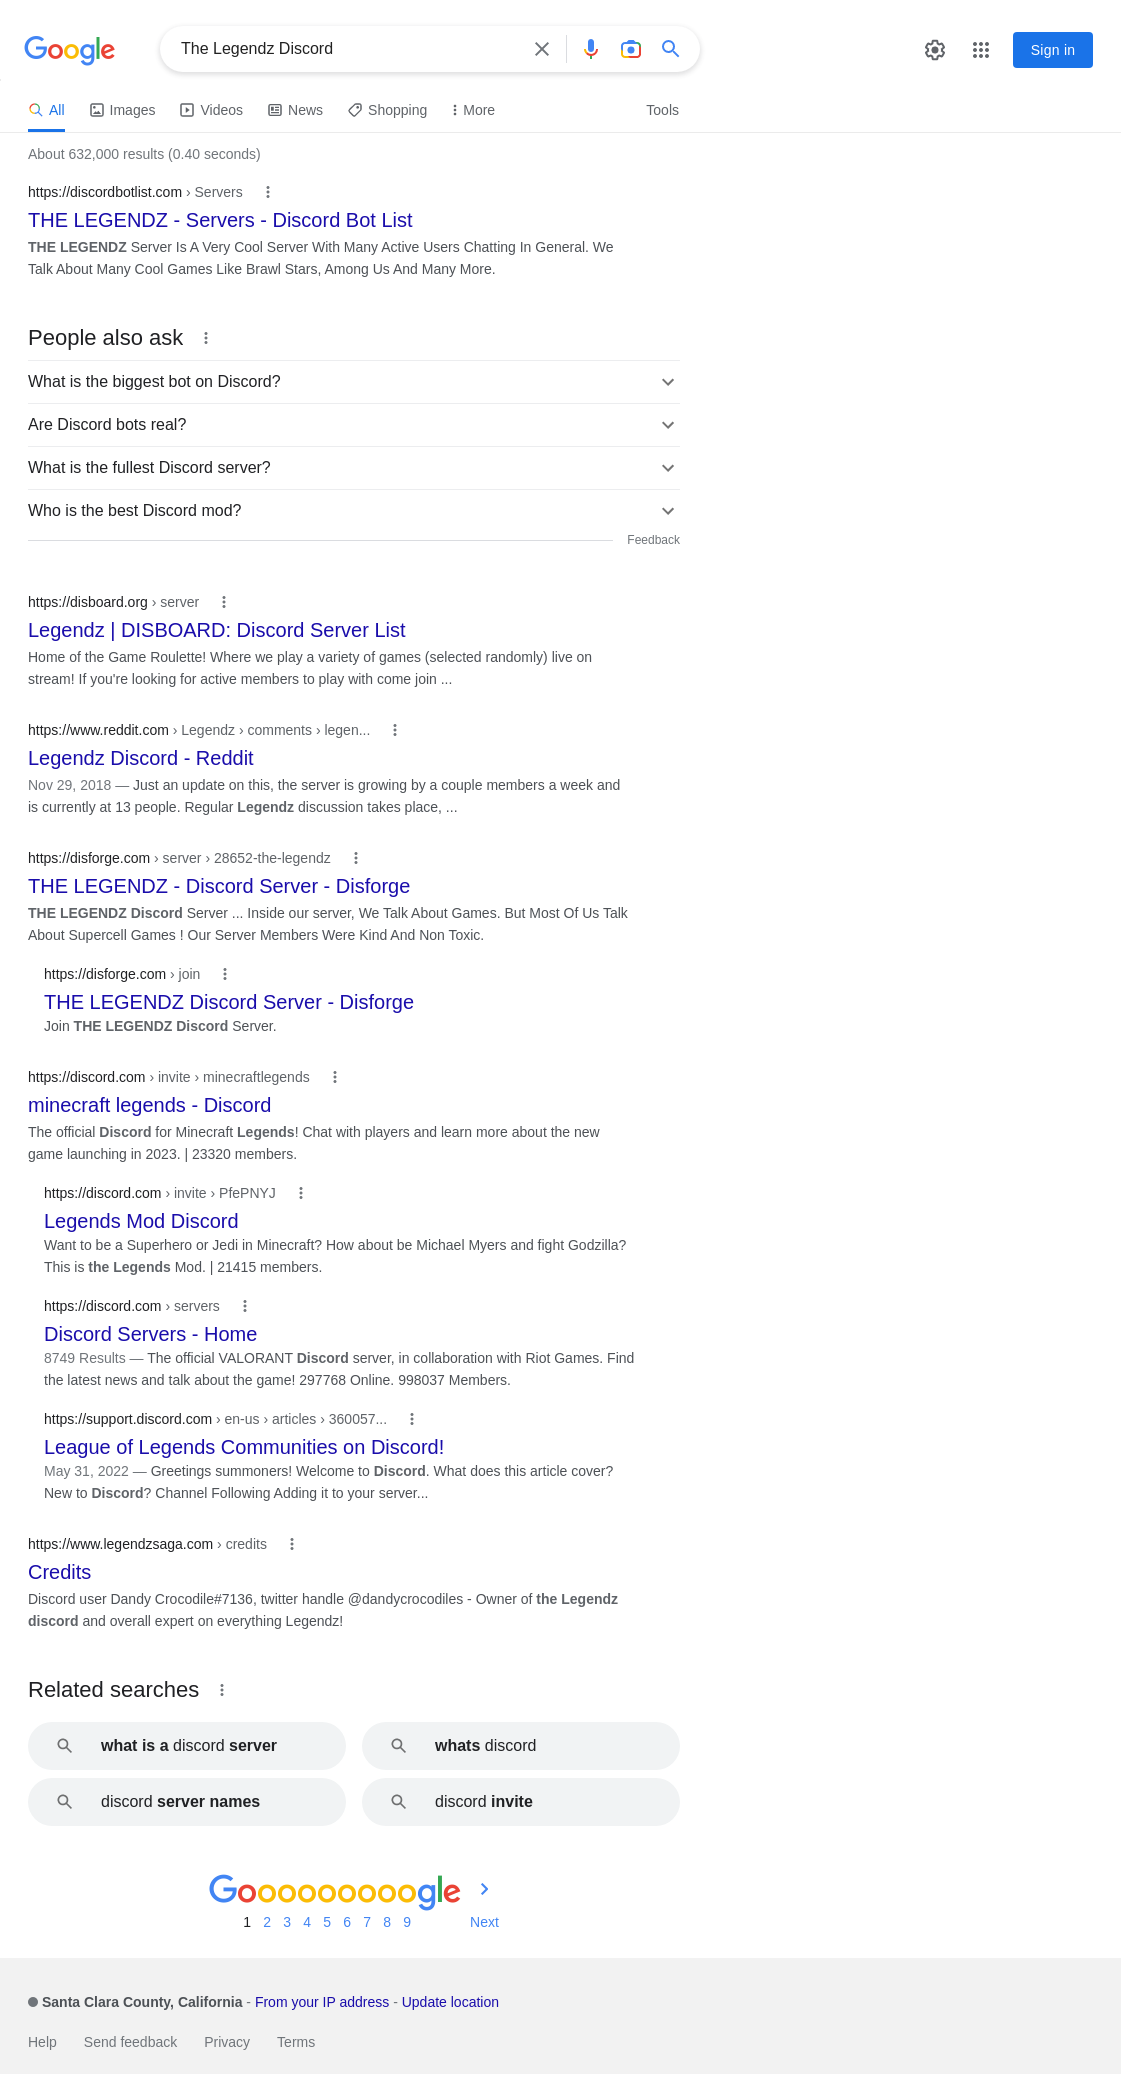 Google
The Legendz Discord
Sign in
All Images Videos News Shopping More Tools
About 632,000 results (0.40 seconds)
https://discordbotlist.com › Servers
THE LEGENDZ - Servers - Discord Bot List
THE LEGENDZ Server Is A Very Cool Server With Many Active Users Chatting In General. We
Talk About Many Cool Games Like Brawl Stars, Among Us And Many More.
People also ask
What is the biggest bot on Discord?
Are Discord bots real?
What is the fullest Discord server?
Who is the best Discord mod?
Feedback
https://disboard.org › server
Legendz | DISBOARD: Discord Server List
Home of the Game Roulette! Where we play a variety of games (selected randomly) live on
stream! If you're looking for active members to play with come join ...
https://www.reddit.com › Legendz › comments › legen...
Legendz Discord - Reddit
Nov 29, 2018 — Just an update on this, the server is growing by a couple members a week and
is currently at 13 people. Regular Legendz discussion takes place, ...
https://disforge.com › server › 28652-the-legendz
THE LEGENDZ - Discord Server - Disforge
THE LEGENDZ Discord Server ... Inside our server, We Talk About Games. But Most Of Us Talk
About Supercell Games ! Our Server Members Were Kind And Non Toxic.
https://disforge.com › join
THE LEGENDZ Discord Server - Disforge
Join THE LEGENDZ Discord Server.
https://discord.com › invite › minecraftlegends
minecraft legends - Discord
The official Discord for Minecraft Legends! Chat with players and learn more about the new
game launching in 2023. | 23320 members.
https://discord.com › invite › PfePNYJ
Legends Mod Discord
Want to be a Superhero or Jedi in Minecraft? How about be Michael Myers and fight Godzilla?
This is the Legends Mod. | 21415 members.
https://discord.com › servers
Discord Servers - Home
8749 Results — The official VALORANT Discord server, in collaboration with Riot Games. Find
the latest news and talk about the game! 297768 Online. 998037 Members.
https://support.discord.com › en-us › articles › 360057...
League of Legends Communities on Discord!
May 31, 2022 — Greetings summoners! Welcome to Discord. What does this article cover?
New to Discord? Channel Following Adding it to your server...
https://www.legendzsaga.com › credits
Credits
Discord user Dandy Crocodile#7136, twitter handle @dandycrocodiles - Owner of the Legendz
discord and overall expert on everything Legendz!
Related searches
what is a discord server
whats discord
discord server names
discord invite
Goooooooooogle
1 2 3 4 5 6 7 8 9 Next
Santa Clara County, California - From your IP address - Update location
Help Send feedback Privacy Terms